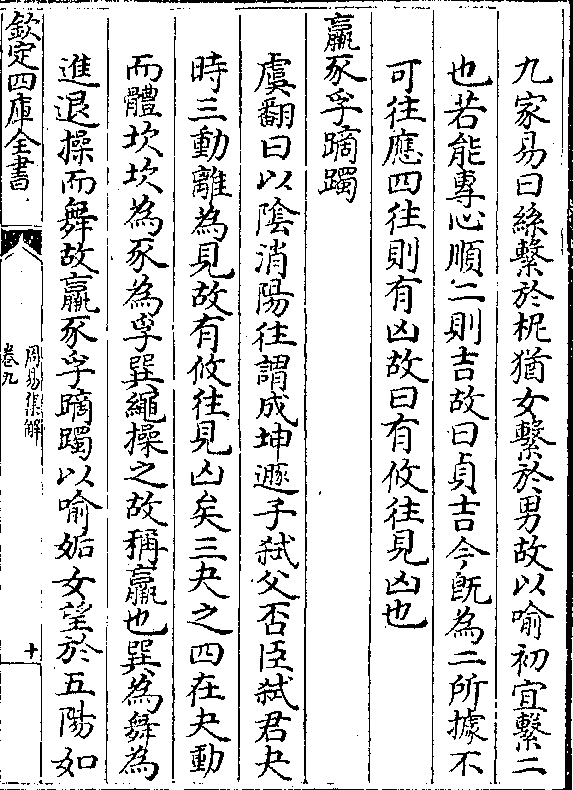 九家易曰絲繫於柅猶女繫於男故以喻初宜繫二
也若能專心順二則吉故曰貞吉今旣為二所據不
可往應四往則有凶故曰有攸往見凶也
羸豕孚蹢躅
虞翻曰以陰消陽往謂成坤遯子弑父否臣弑君夬
時三動離為見故有攸往見凶矣三夬之四在夬動
而體坎坎為豕為孚巽繩操之故稱羸也巽為舞為
進退操而舞故羸豕孚蹢躅以喻姤女望於五陽如
欽定四庫全書
周易集解
卷九
十